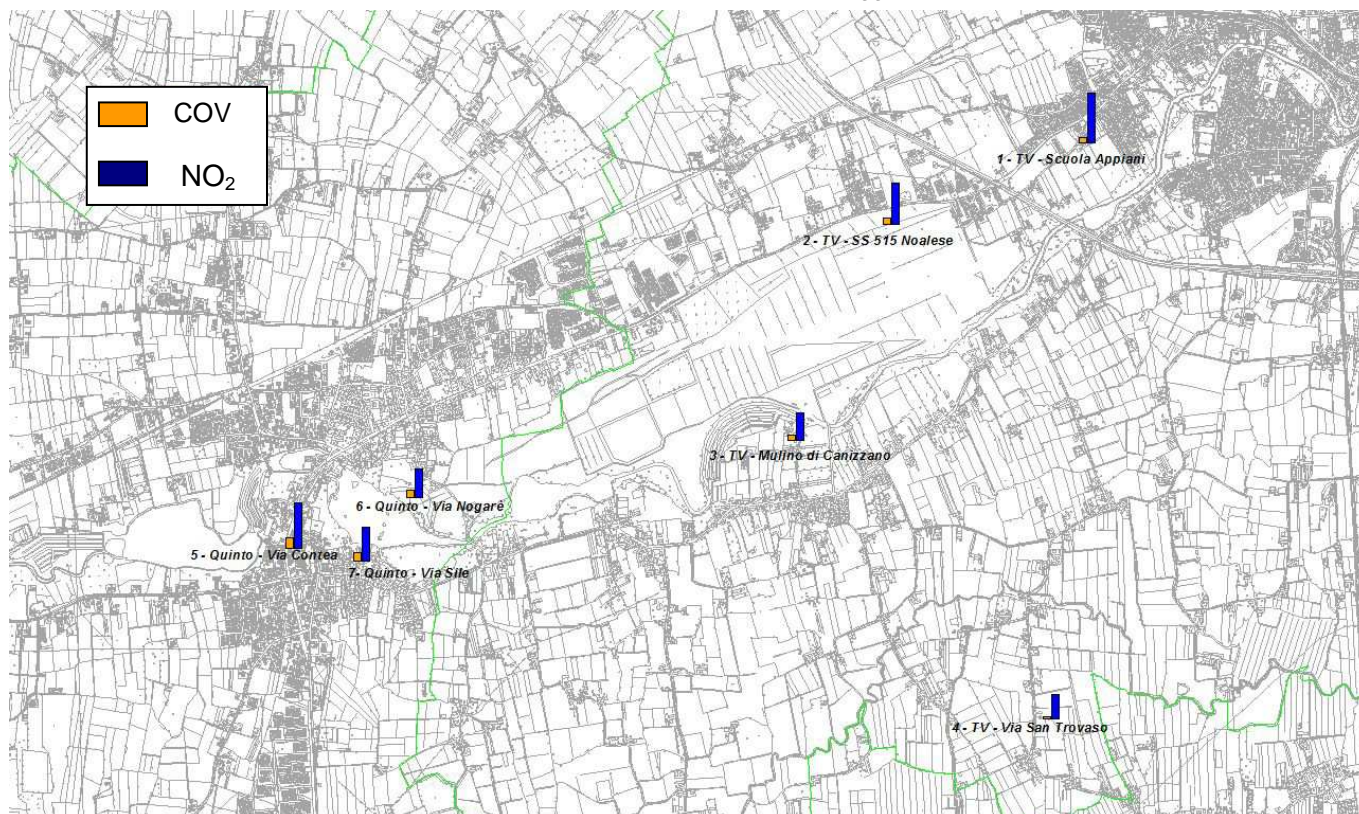 COV
NO₂
1 - TV - Scuola Appiani
2 - TV - SS 515 Noalese
3 - TV - Mulino di Canizzano
6 - Quinto - Via Nogarè
5 - Quinto - Via Contea
7- Quinto - Via Sile
4 - TV - Via San Trovaso